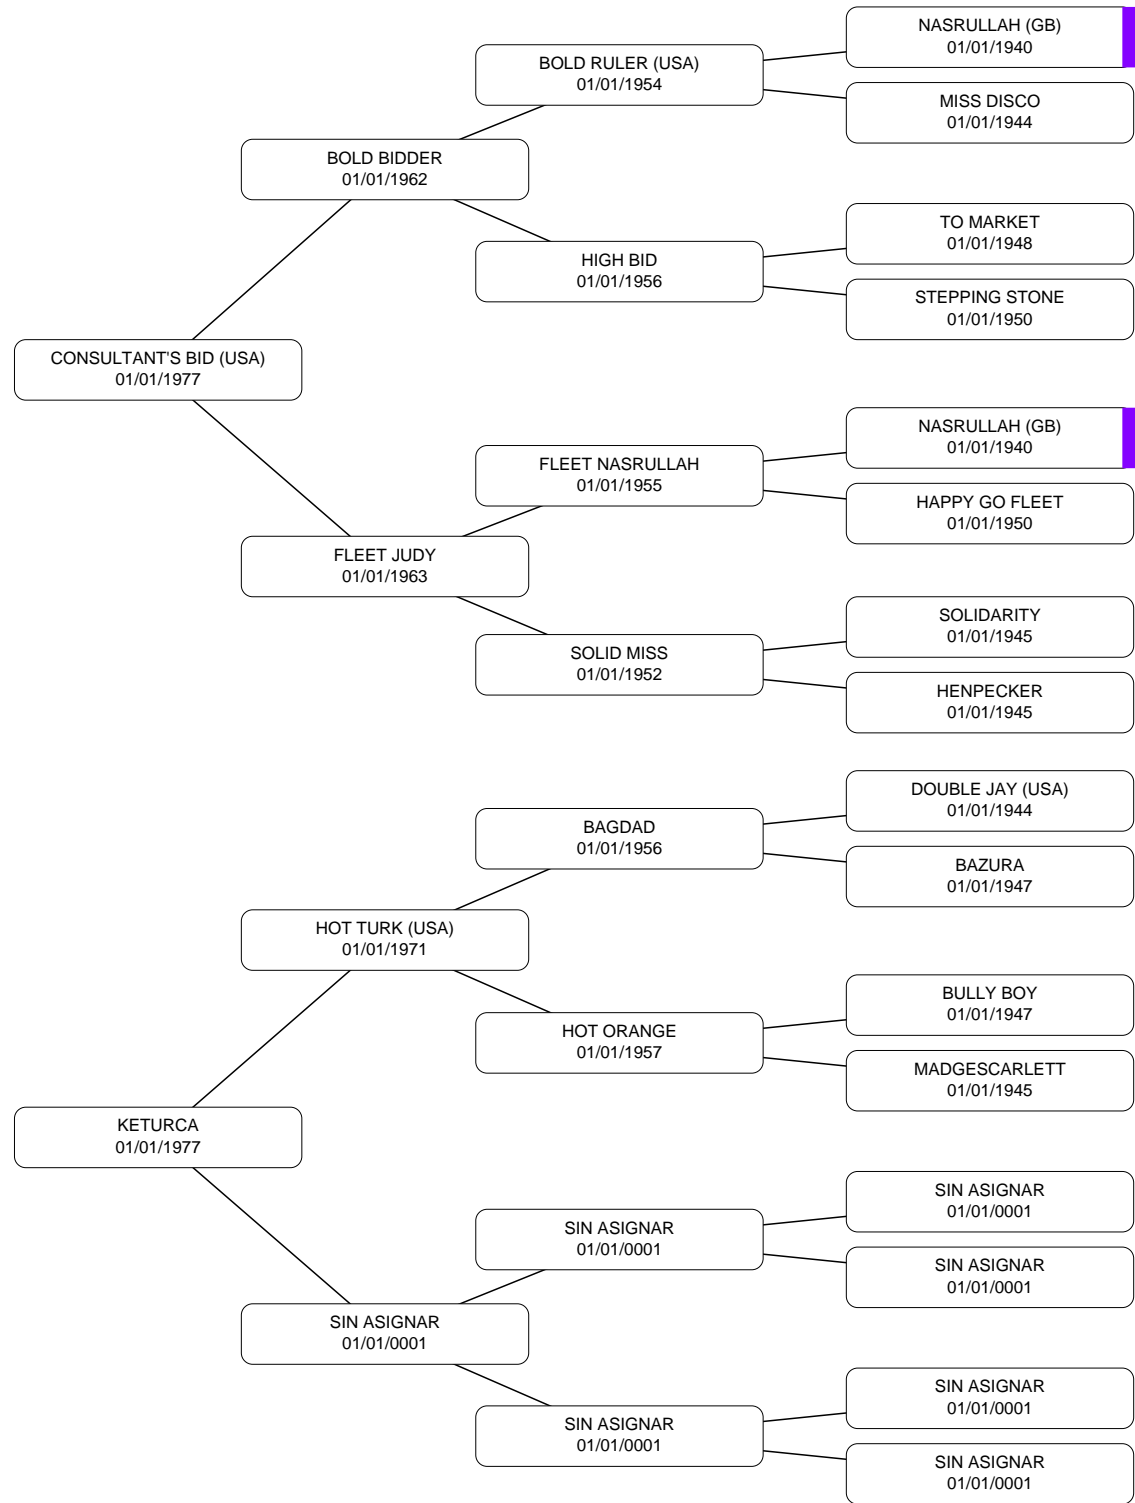 NASRULLAH (GB)
01/01/1940
BOLD RULER (USA)
01/01/1954
MISS DISCO
01/01/1944
BOLD BIDDER
01/01/1962
TO MARKET
01/01/1948
HIGH BID
01/01/1956
STEPPING STONE
01/01/1950
CONSULTANT'S BID (USA)
01/01/1977
NASRULLAH (GB)
01/01/1940
FLEET NASRULLAH
01/01/1955
HAPPY GO FLEET
01/01/1950
FLEET JUDY
01/01/1963
SOLIDARITY
01/01/1945
SOLID MISS
01/01/1952
HENPECKER
01/01/1945
DOUBLE JAY (USA)
01/01/1944
BAGDAD
01/01/1956
BAZURA
01/01/1947
HOT TURK (USA)
01/01/1971
BULLY BOY
01/01/1947
HOT ORANGE
01/01/1957
MADGESCARLETT
01/01/1945
KETURCA
01/01/1977
SIN ASIGNAR
01/01/0001
SIN ASIGNAR
01/01/0001
SIN ASIGNAR
01/01/0001
SIN ASIGNAR
01/01/0001
SIN ASIGNAR
01/01/0001
SIN ASIGNAR
01/01/0001
SIN ASIGNAR
01/01/0001